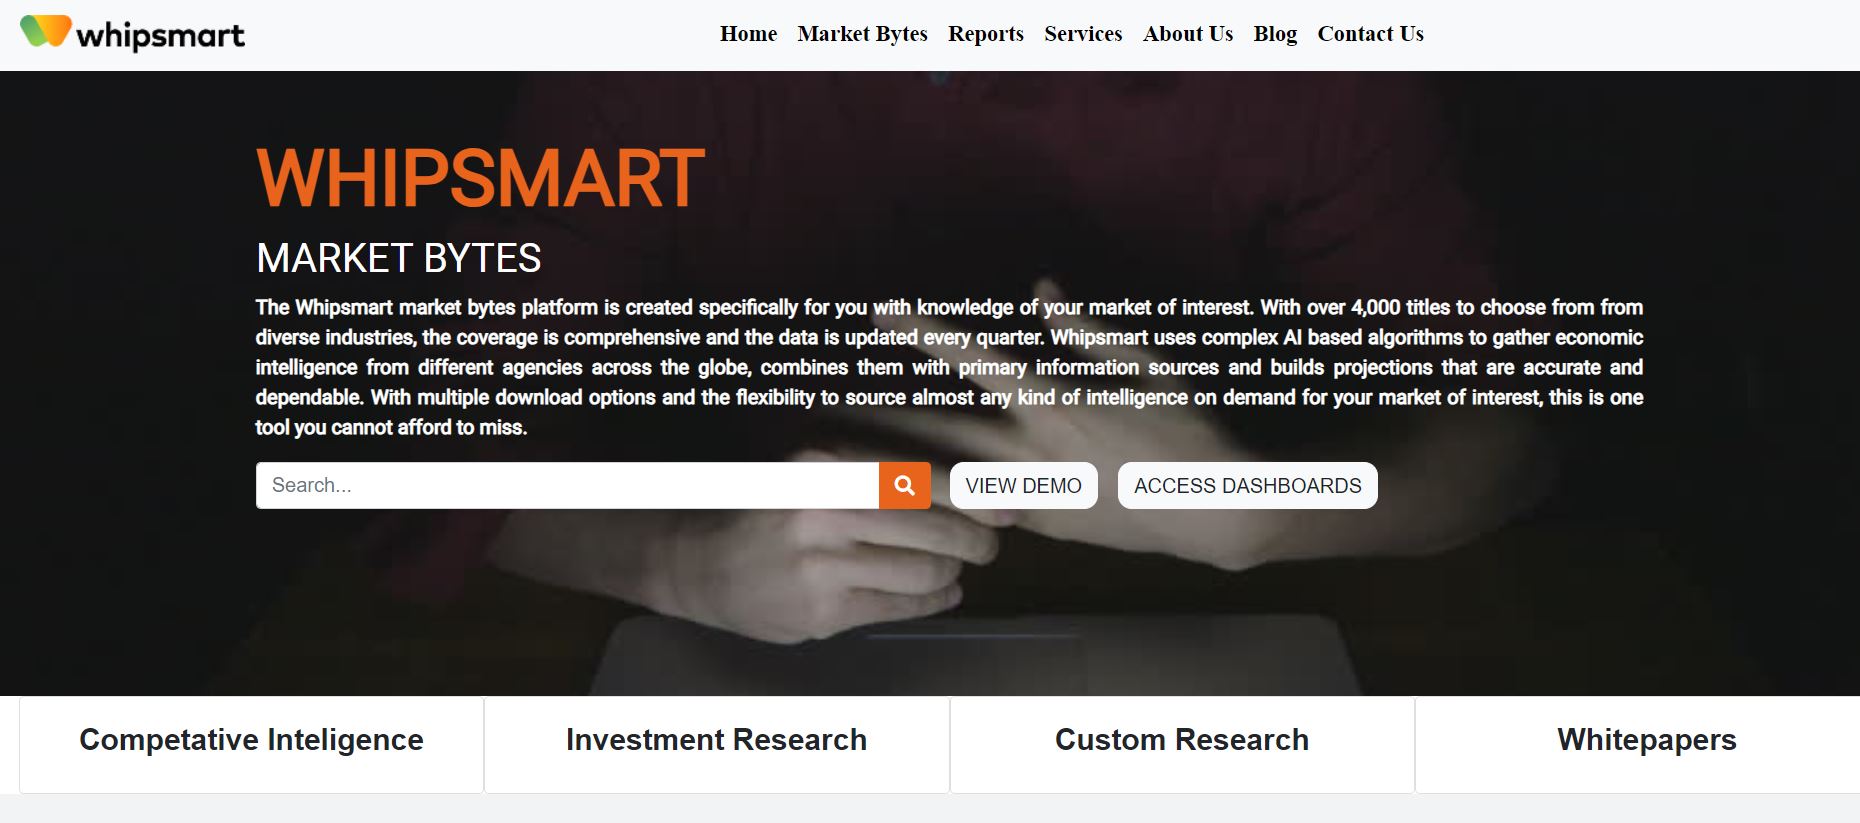 whipsmart
Home Market Bytes Reports Services About Us Blog Contact Us
WHIPSMART
MARKET BYTES
The Whipsmart market bytes platform is created specifically for you with knowledge of your market of interest. With over 4,000 titles to choose from from
diverse industries, the coverage is comprehensive and the data is updated every quarter. Whipsmart uses complex AI based algorithms to gather economic
intelligence from different agencies across the globe, combines them with primary information sources and builds projections that are accurate and
dependable. With multiple download options and the flexibility to source almost any kind of intelligence on demand for your market of interest, this is one
tool you cannot afford to miss.
Search... VIEW DEMO ACCESS DASHBOARDS
Competative Inteligence Investment Research Custom Research Whitepapers